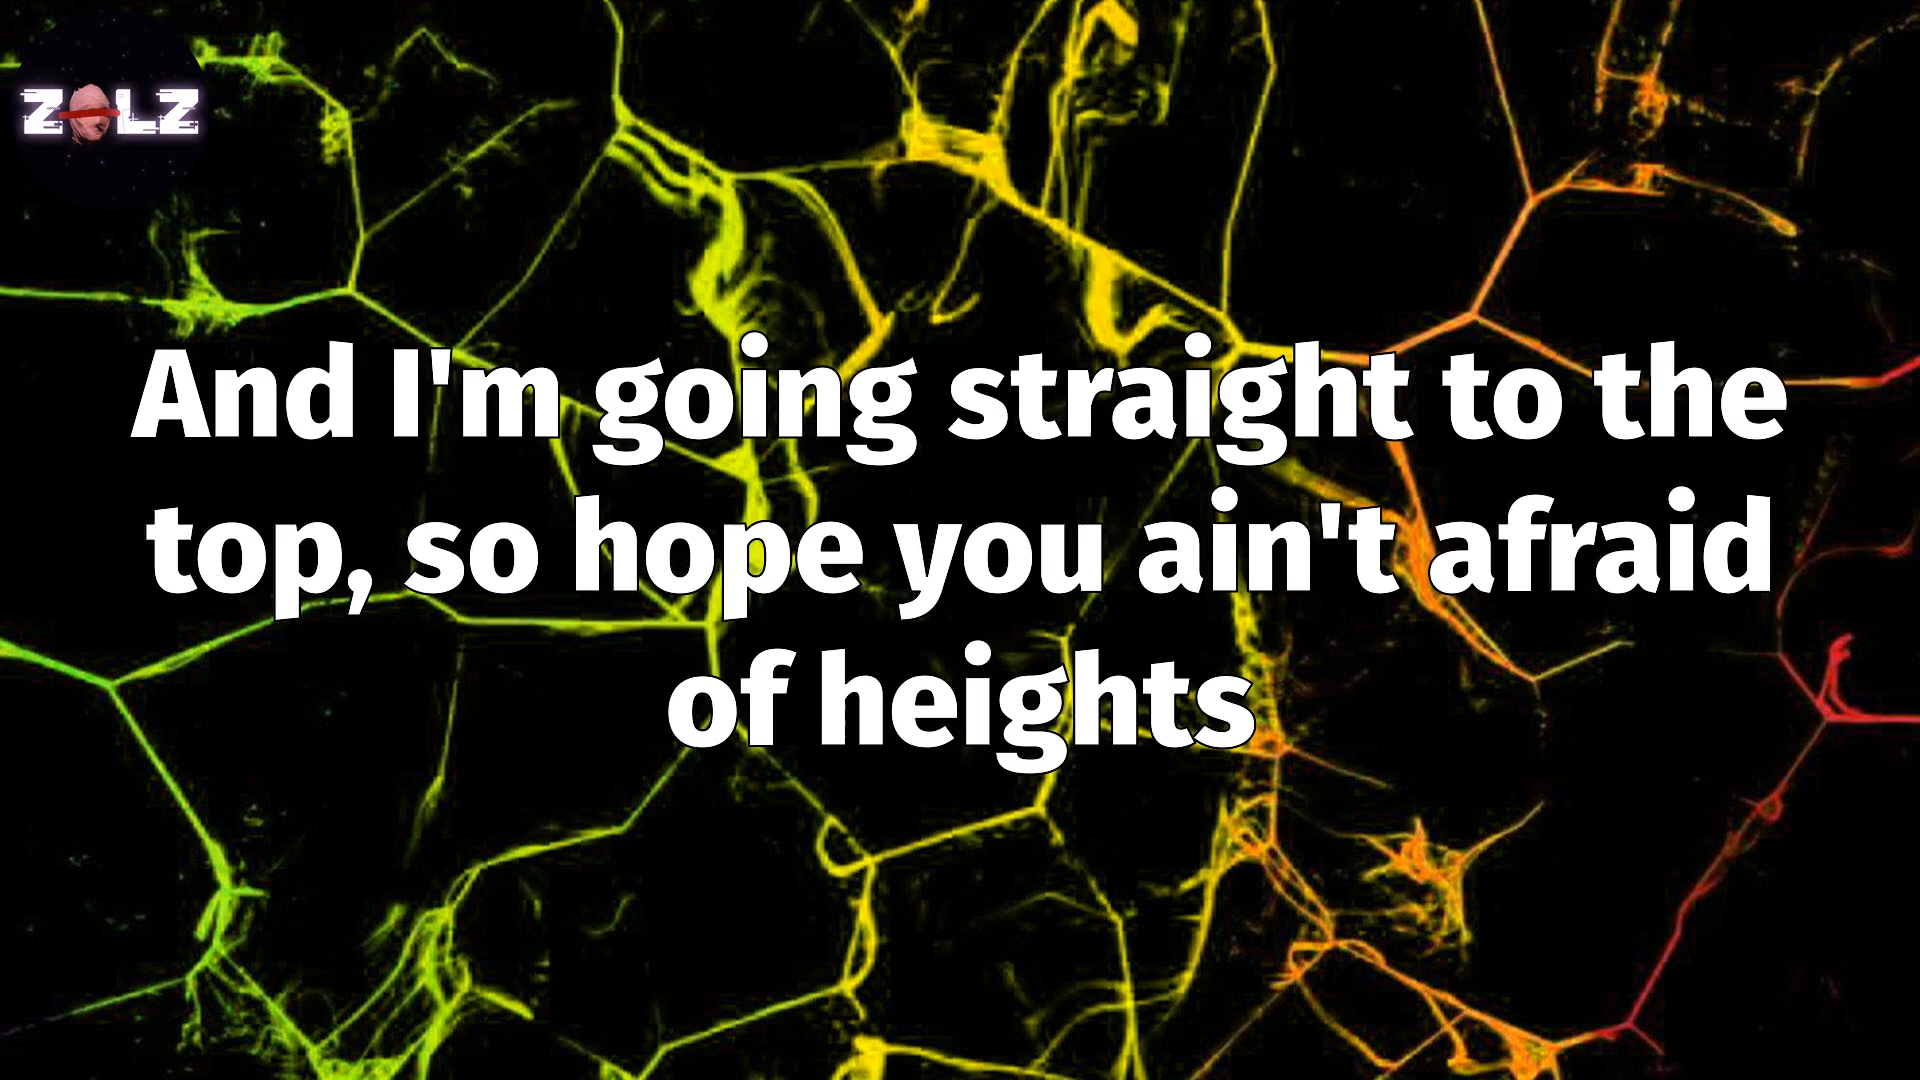 ZOLZ
And I'm going straight to the
top, so hope you ain't afraid
of heights